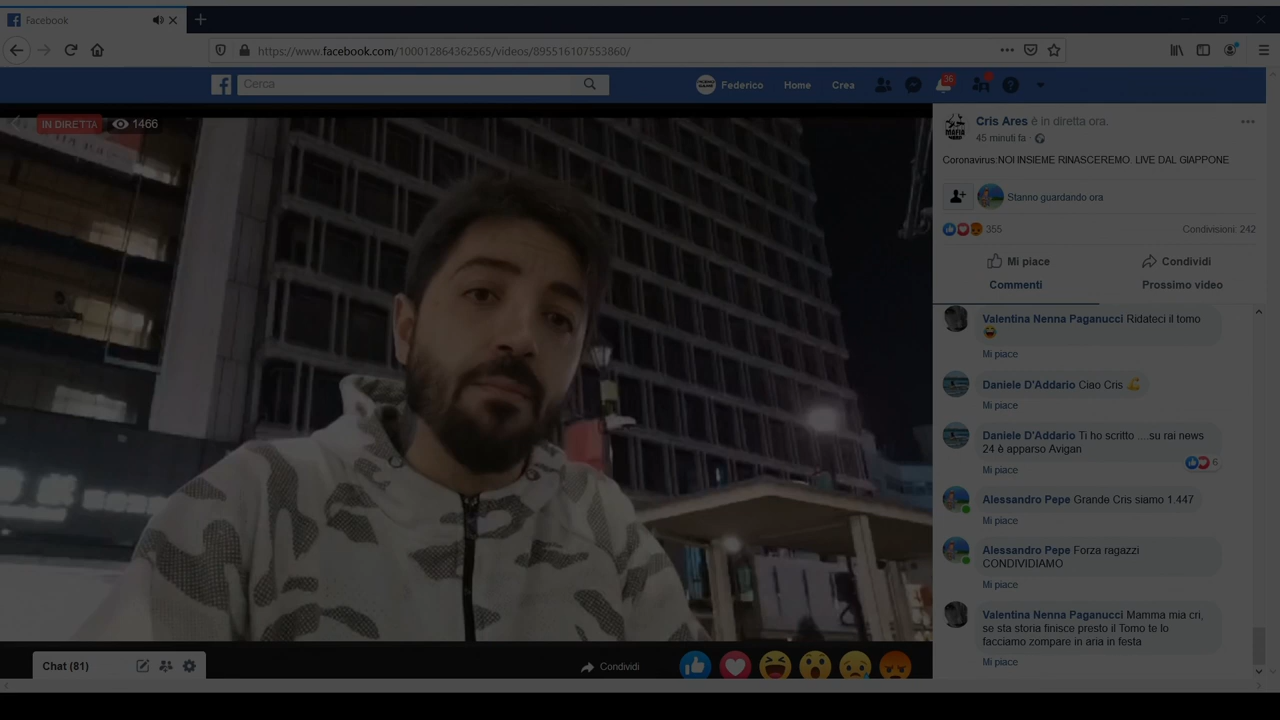 Facebook
https://www.facebook.com/100012864362565/videos/895516107553860/
Cerca
Federico
Home
Crea
36
IN DIRETTA
1466
Cris Ares è in diretta ora.
45 minuti fa ·
Coronavirus:NOI INSIEME RINASCEREMO. LIVE DAL GIAPPONE
Stanno guardando ora
355
Condivisioni: 242
Mi piace
Condividi
Commenti
Prossimo video
Valentina Nenna Paganucci Ridateci il tomo
😂
Mi piace
Daniele D'Addario Ciao Cris 💪
Mi piace
Daniele D'Addario Ti ho scritto ....su rai news
24 è apparso Avigan
6
Mi piace
Alessandro Pepe Grande Cris siamo 1.447
Mi piace
Alessandro Pepe Forza ragazzi
CONDIVIDIAMO
Mi piace
Valentina Nenna Paganucci Mamma mia cri,
se sta storia finisce presto il Tomo te lo
facciamo zompare in aria in festa
Mi piace
Chat (81)
Condividi